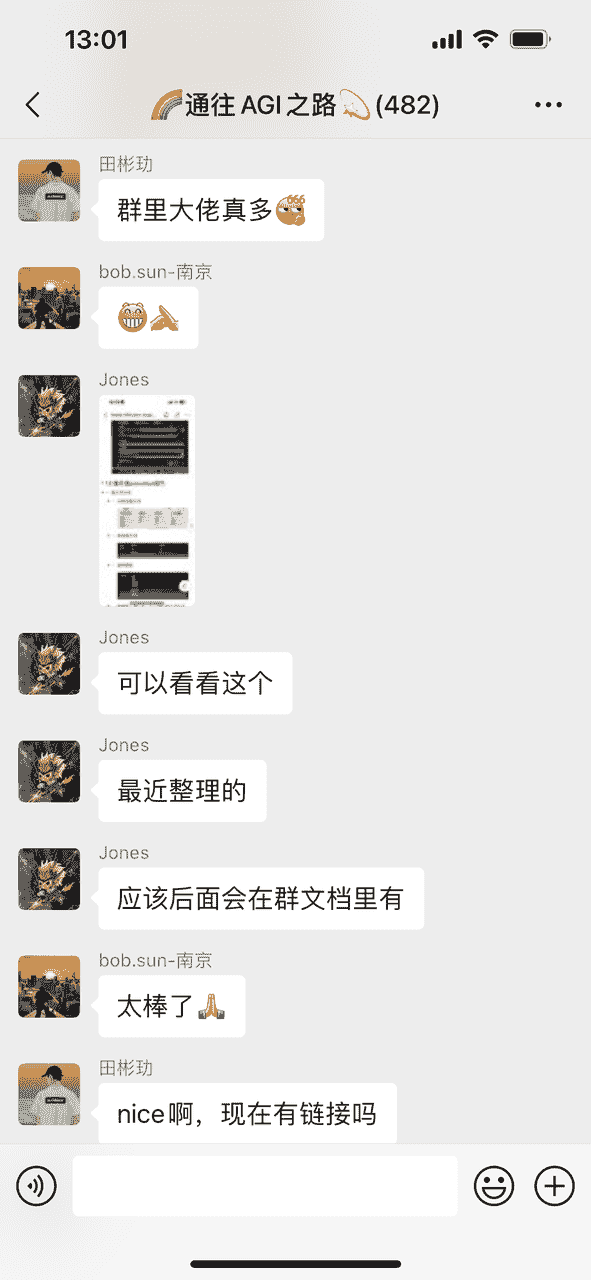 13:01
🌈通往AGI之路💫(482)
田彬玏
群里大佬真多
bob.sun-南京
Jones
Jones
可以看看这个
Jones
最近整理的
Jones
应该后面会在群文档里有
bob.sun-南京
太棒了🙏
田彬玏
nice啊，现在有链接吗